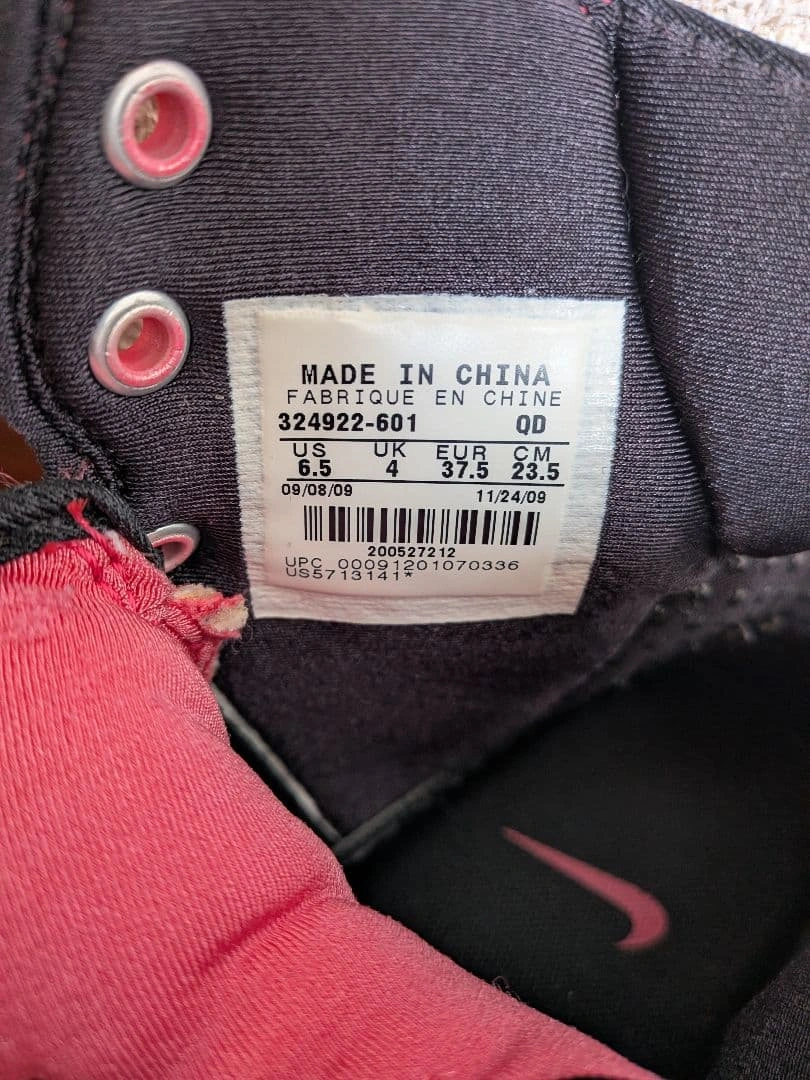 MADE IN CHINA
FABRIQUE EN CHINE
324922-601 QD
US UK EUR CM
6.5 4 37.5 23.5
09/08/09 11/24/09
200527212
UPC 00091201070336
US5713141*